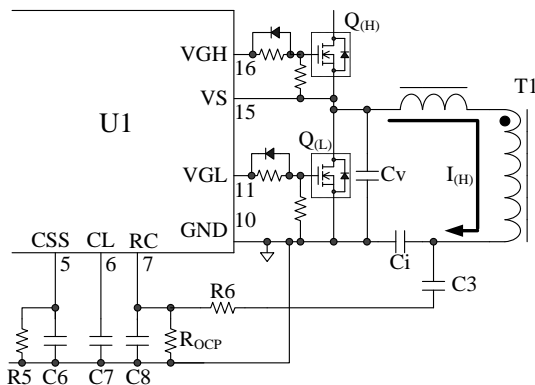 Q(H)
VGH
16
T1
VS
15
U1
Q(L)
VGL
11
Cv
I(H)
10
GND
CSS
CL
RC
5
6
7
Ci
C3
R6
ROCP
R5
C6
C7
C8